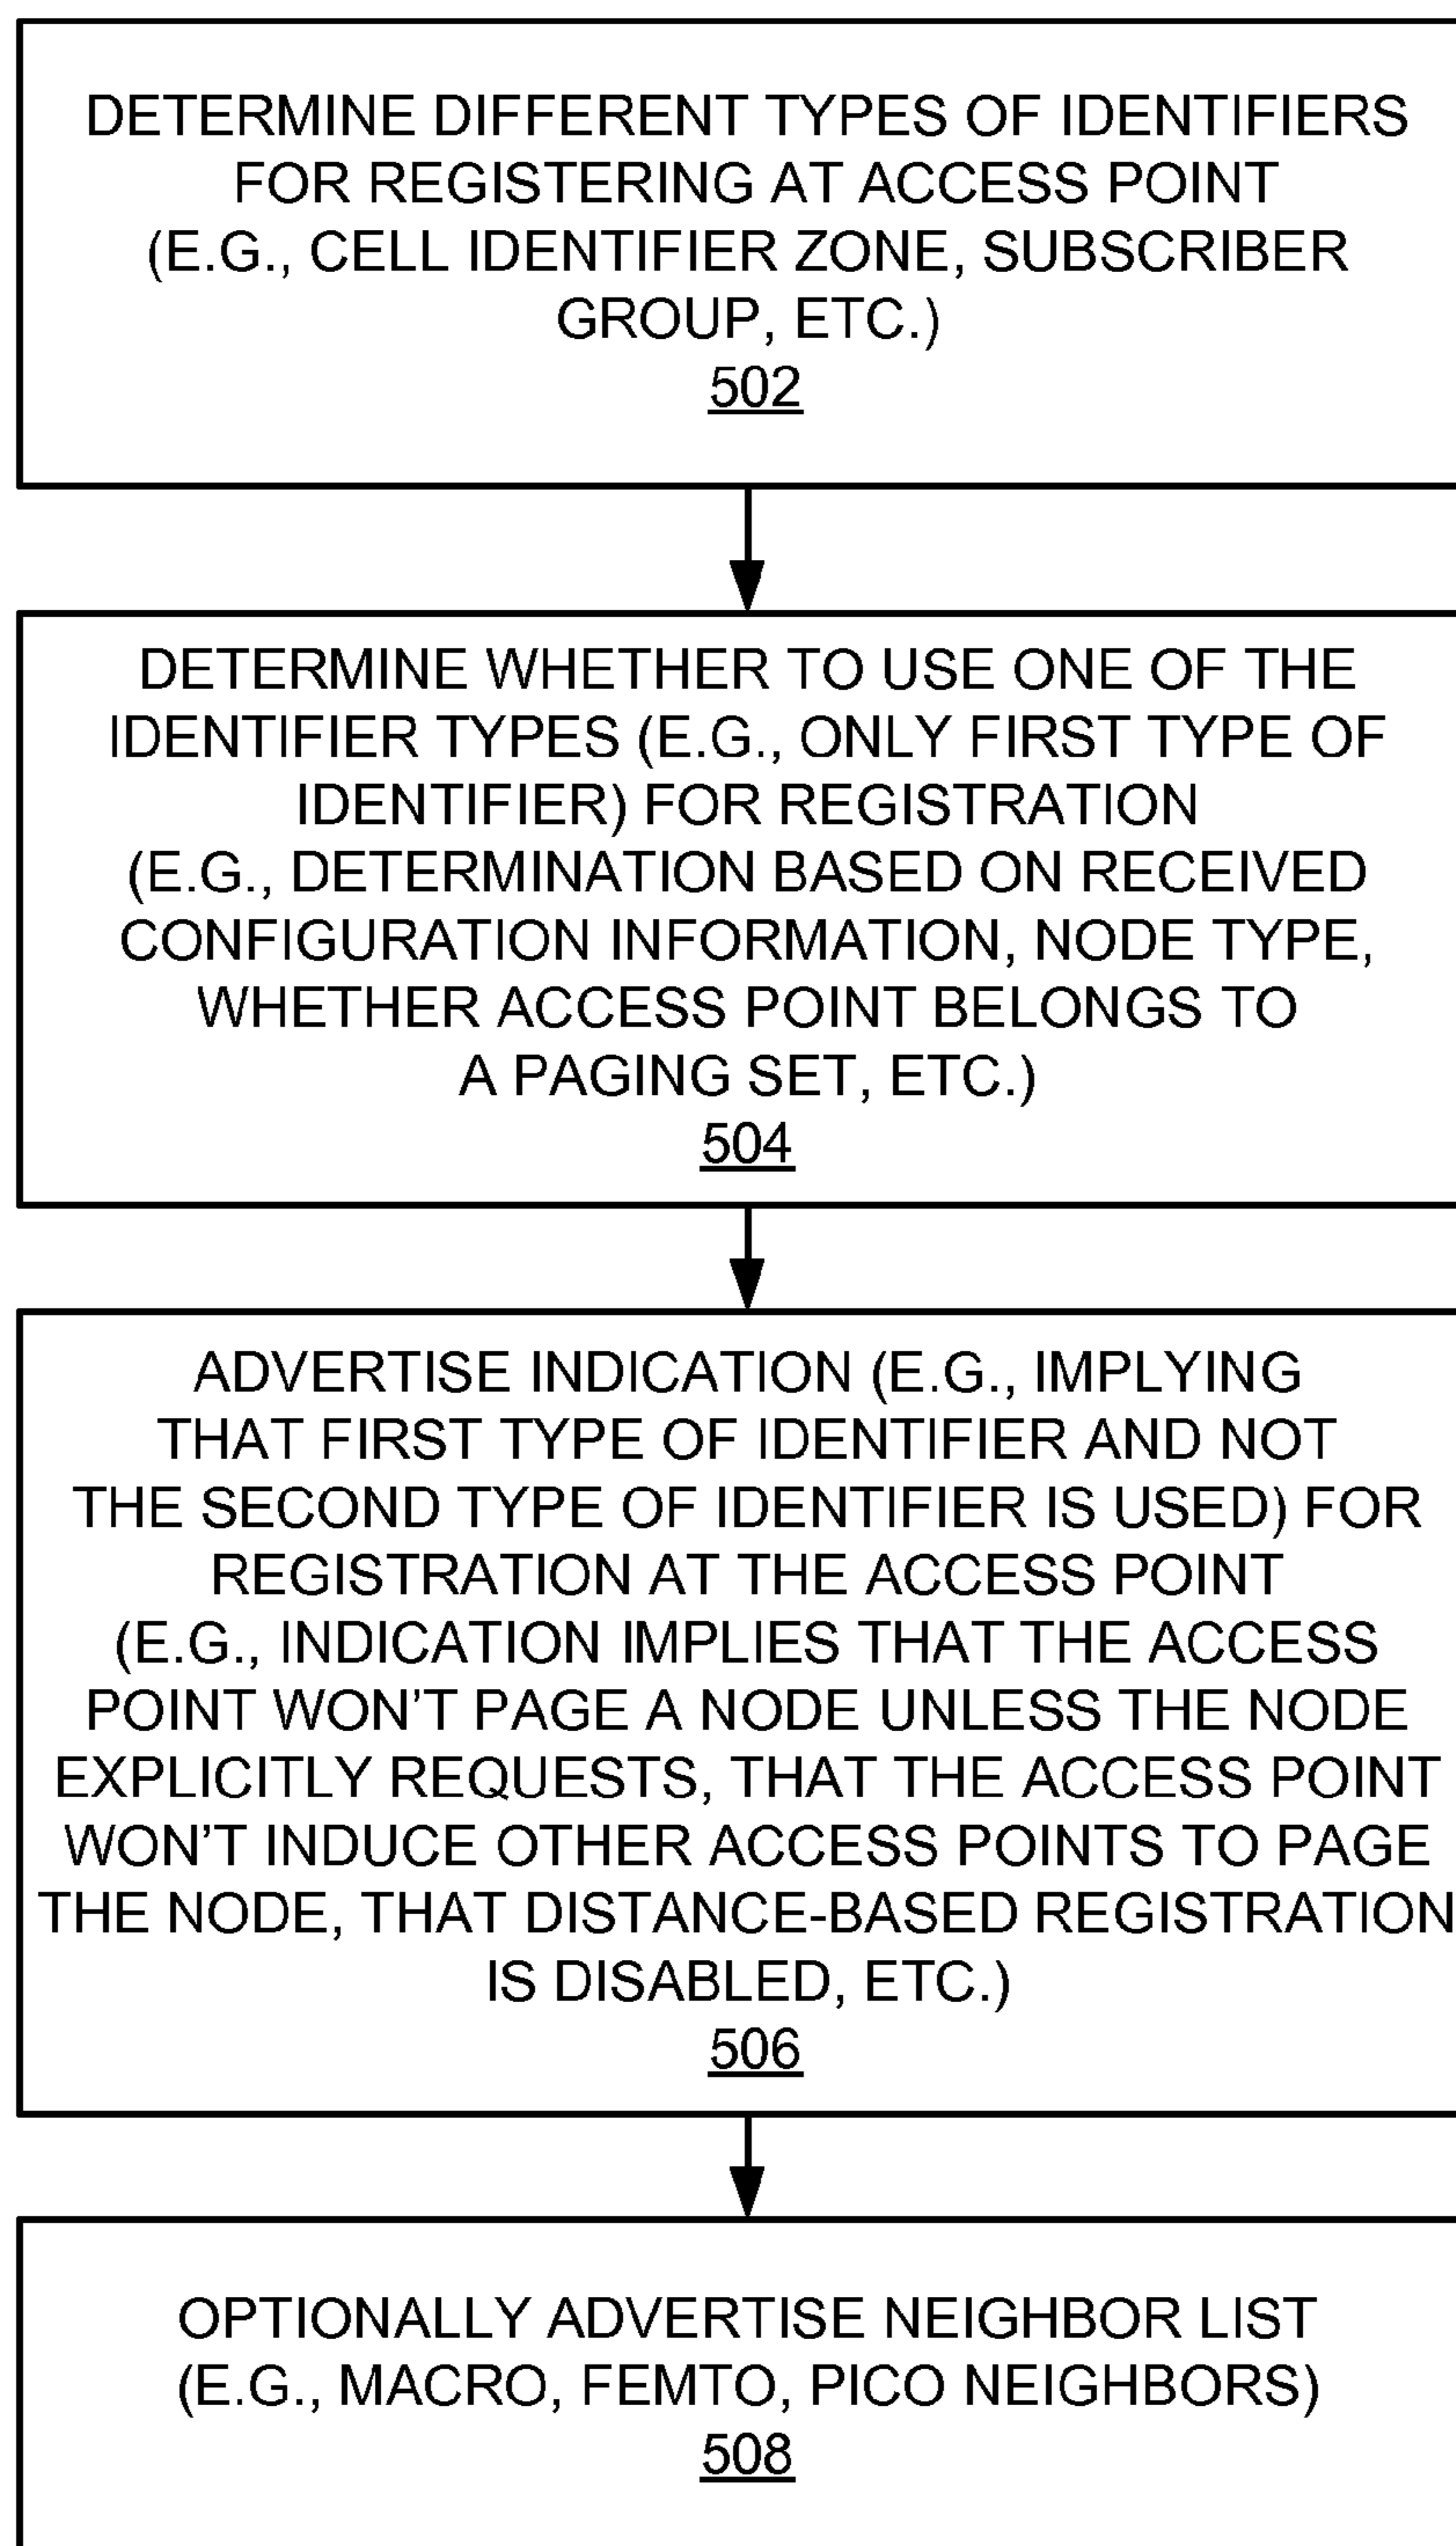 DETERMINE DIFFERENT TYPES OF IDENTIFIERS
FOR REGISTERING AT ACCESS POINT
(E.G., CELL IDENTIFIER ZONE, SUBSCRIBER
GROUP, ETC.)
502
DETERMINE WHETHER TO USE ONE OF THE
IDENTIFIER TYPES (E.G., ONLY FIRST TYPE OF
IDENTIFIER) FOR REGISTRATION
(E.G., DETERMINATION BASED ON RECEIVED
CONFIGURATION INFORMATION, NODE TYPE,
WHETHER ACCESS POINT BELONGS TO
A PAGING SET, ETC.)
504
ADVERTISE INDICATION (E.G., IMPLYING
THAT FIRST TYPE OF IDENTIFIER AND NOT
THE SECOND TYPE OF IDENTIFIER IS USED) FOR
REGISTRATION AT THE ACCESS POINT
(E.G., INDICATION IMPLIES THAT THE ACCESS
POINT WON'T PAGE A NODE UNLESS THE NODE
EXPLICITLY REQUESTS, THAT THE ACCESS POINT
WON'T INDUCE OTHER ACCESS POINTS TO PAGE
THE NODE, THAT DISTANCE-BASED REGISTRATION
IS DISABLED, ETC.)
506
OPTIONALLY ADVERTISE NEIGHBOR LIST
(E.G., MACRO, FEMTO, PICO NEIGHBORS)
508